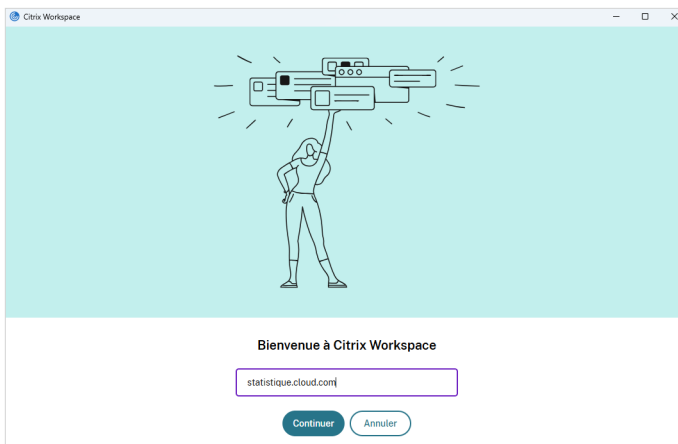 Citrix Workspace
Bienvenue à Citrix Workspace
statistique.cloud.com
Continuer
Annuler